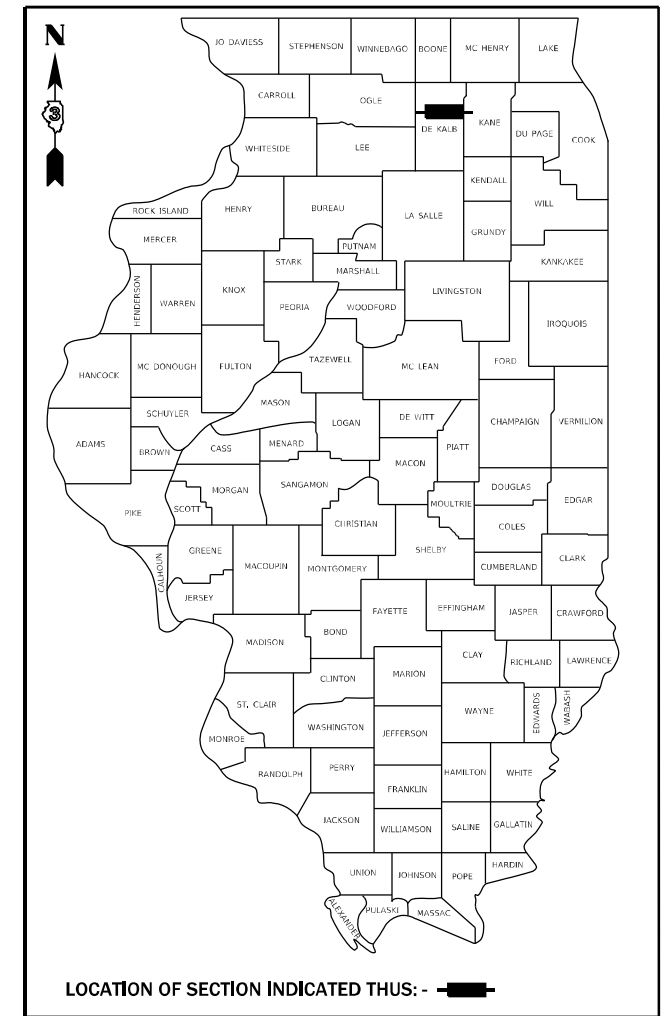 N
3
JO DAVIESS
STEPHENSON
WINNEBAGO
BOONE
MC HENRY
LAKE
CARROLL
OGLE
DE KALB
KANE
DU PAGE
COOK
WHITESIDE
LEE
KENDALL
WILL
ROCK ISLAND
HENRY
BUREAU
LA SALLE
GRUNDY
MERCER
PUTNAM
STARK
MARSHALL
KANKAKEE
HENDERSON
WARREN
KNOX
PEORIA
WOODFORD
LIVINGSTON
IROQUOIS
HANCOCK
MC DONOUGH
FULTON
TAZEWELL
MC LEAN
FORD
MASON
SCHUYLER
LOGAN
DE WITT
CHAMPAIGN
VERMILION
ADAMS
BROWN
CASS
MENARD
PIATT
MACON
PIKE
SCOTT
MORGAN
SANGAMON
MOULTRIE
DOUGLAS
EDGAR
CHRISTIAN
COLES
CALHOUN
GREENE
MACOUPIN
MONTGOMERY
SHELBY
CUMBERLAND
CLARK
JERSEY
FAYETTE
EFFINGHAM
JASPER
CRAWFORD
MADISON
BOND
CLAY
RICHLAND
LAWRENCE
CLINTON
MARION
ST. CLAIR
WAYNE
EDWARDS
WABASH
MONROE
WASHINGTON
JEFFERSON
RANDOLPH
PERRY
HAMILTON
WHITE
FRANKLIN
JACKSON
WILLIAMSON
SALINE
GALLATIN
UNION
JOHNSON
POPE
HARDIN
ALEXANDER
PULASKI
MASSAC
LOCATION OF SECTION INDICATED THUS: -